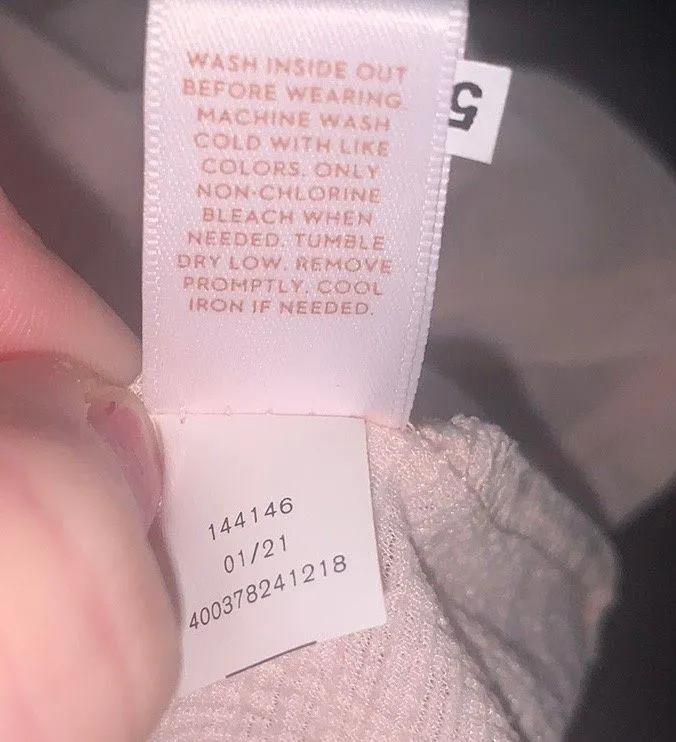 WASH INSIDE OUT
BEFORE WEARING.
MACHINE WASH
COLD WITH LIKE
COLORS. ONLY
NON-CHLORINE
BLEACH WHEN
NEEDED. TUMBLE
DRY LOW. REMOVE
PROMPTLY. COOL
IRON IF NEEDED.
5
144146
01/21
400378241218